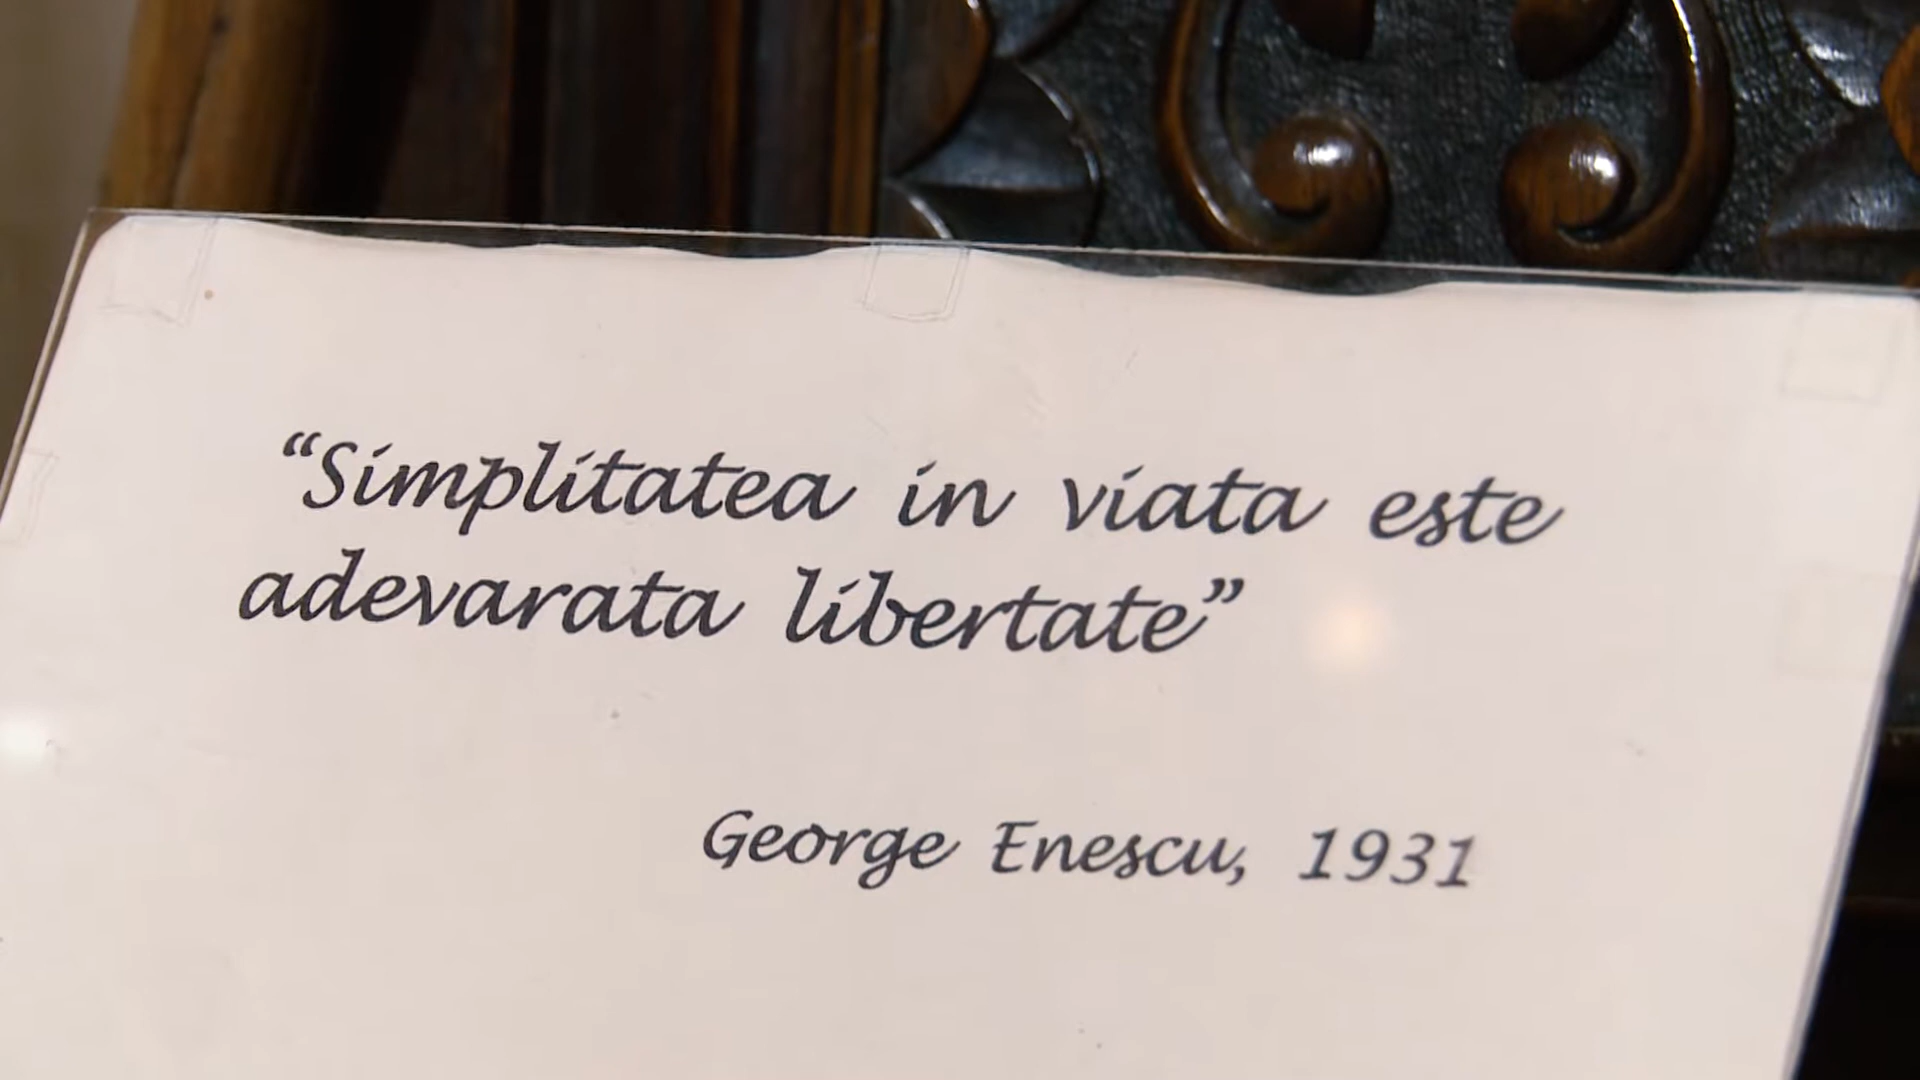 “Simplitatea in viata este
adevarata libertate”
George Enescu, 1931